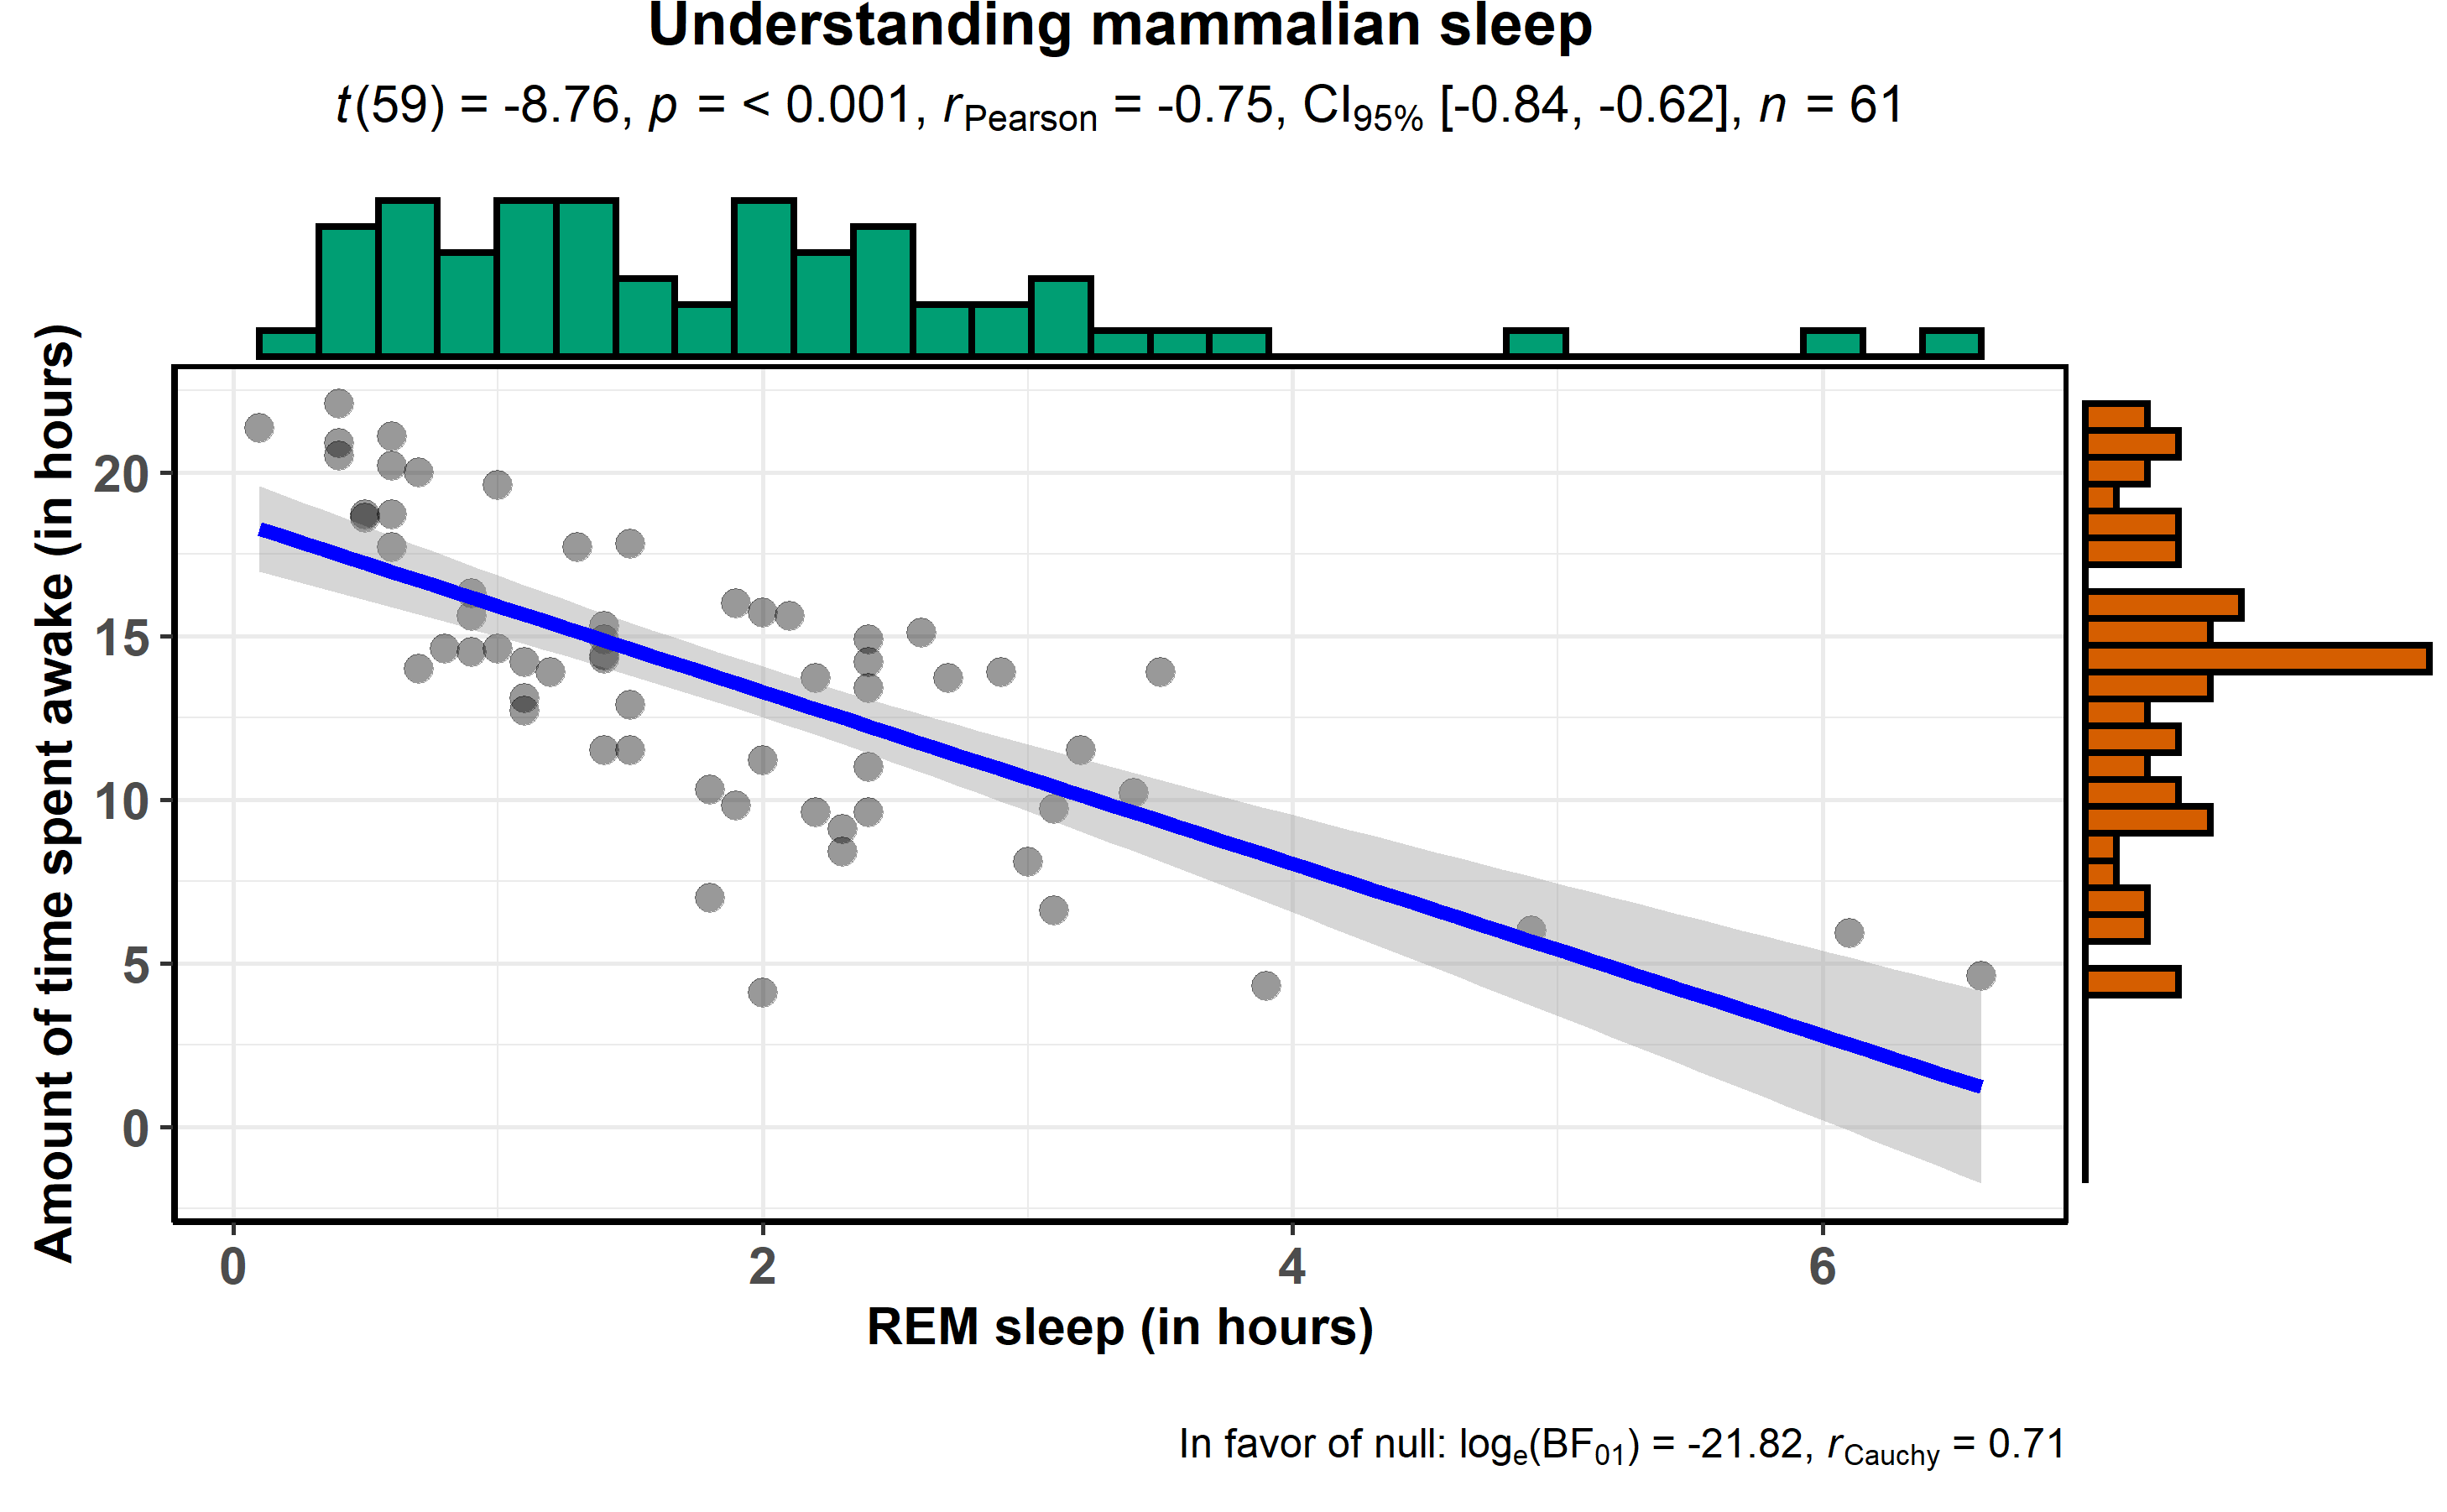 Understanding mammalian sleep
t(59) = -8.76, p = < 0.001, rPearson = -0.75, CI95% [-0.84, -0.62], n = 61
Amount of time spent awake (in hours)
20
15
10
5
0
0 2 4 6
REM sleep (in hours)
In favor of null: loge(BF01) = -21.82, rCauchy = 0.71